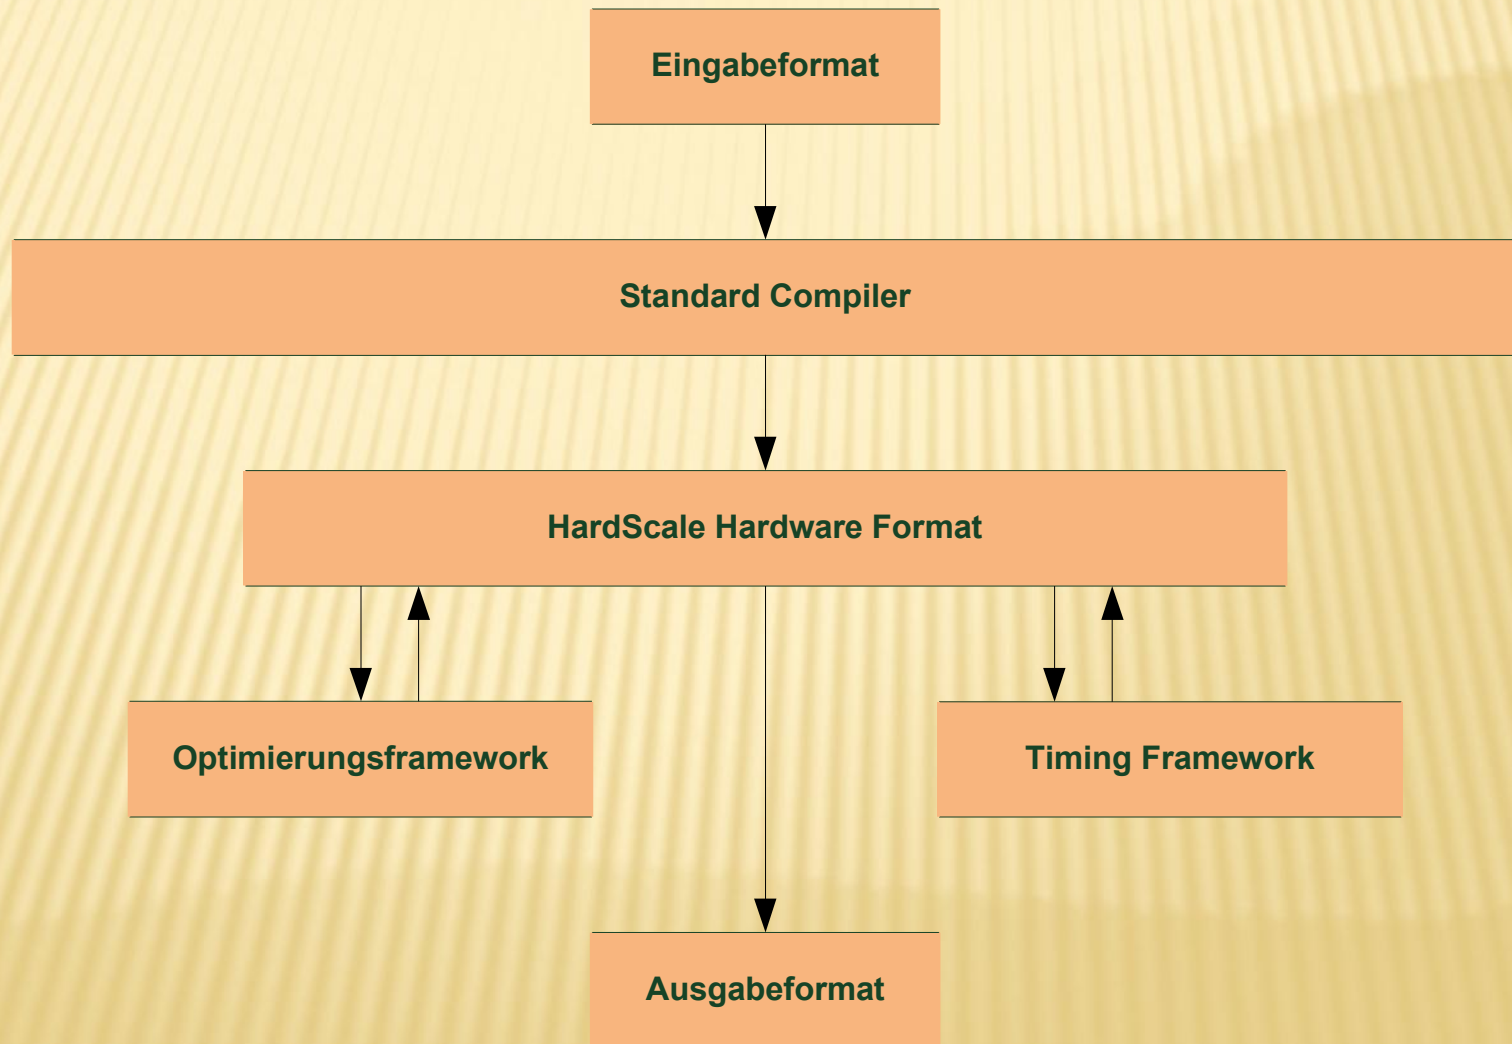 Eingabeformat
Standard Compiler
HardScale Hardware Format
Optimierungsframework
Timing Framework
Ausgabeformat